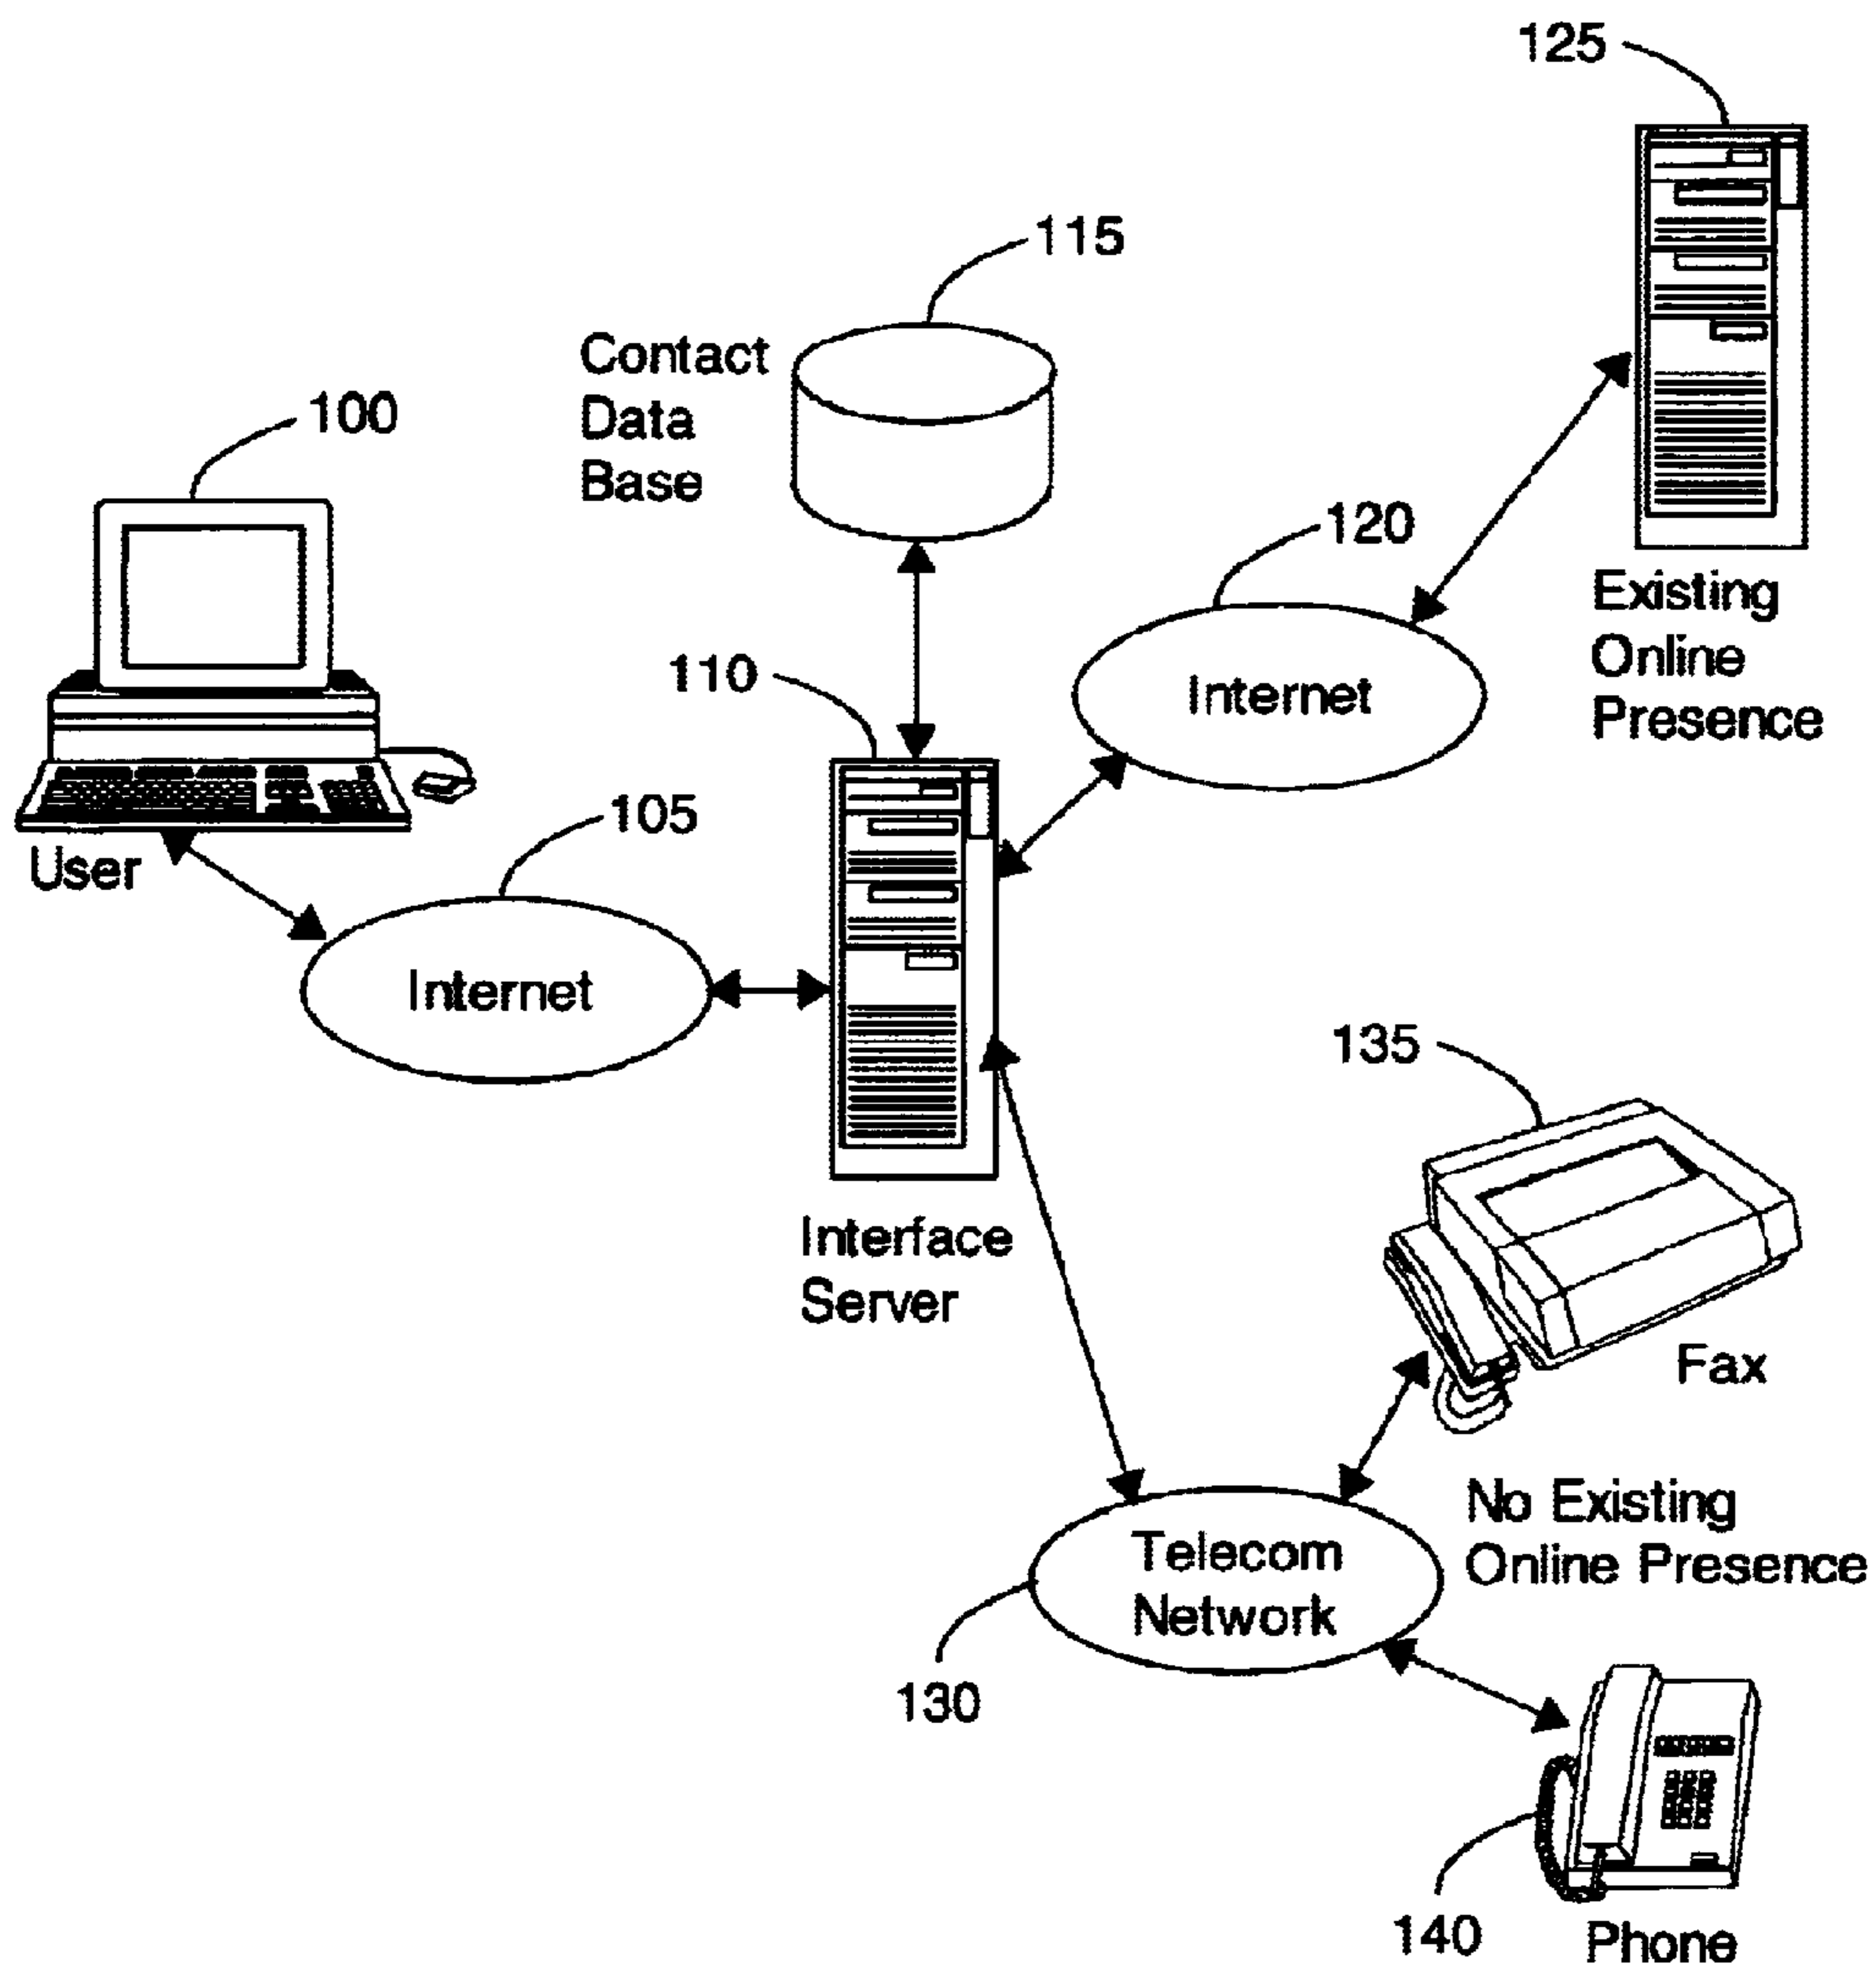 125
115
Contact
Data
Base
100
120
Existing
Online
Presence
110
Internet
105
User
Internet
135
Interface
Server
Fax
No Existing
Online Presence
Telecom
Network
130
140
Phone